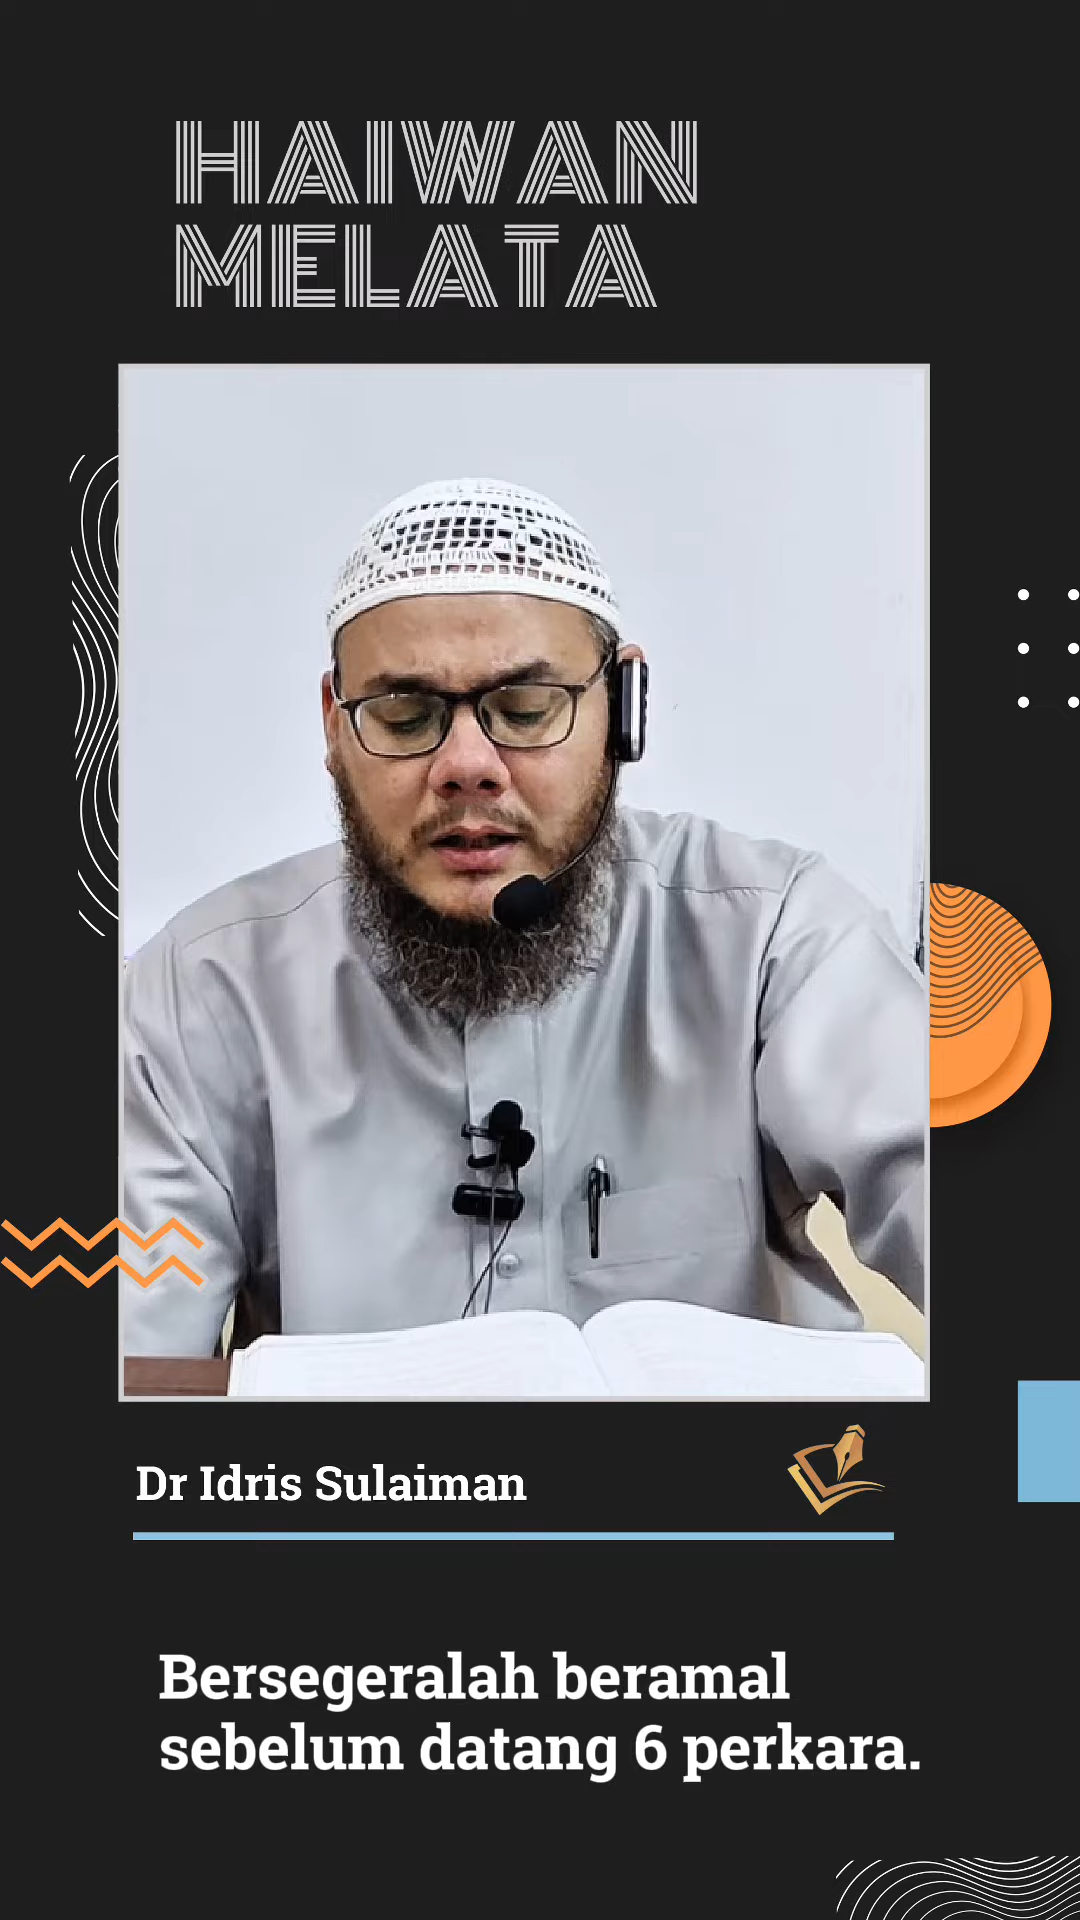 HAIWAN
MELATA
Dr Idris Sulaiman
Bersegeralah beramal
sebelum datang 6 perkara.